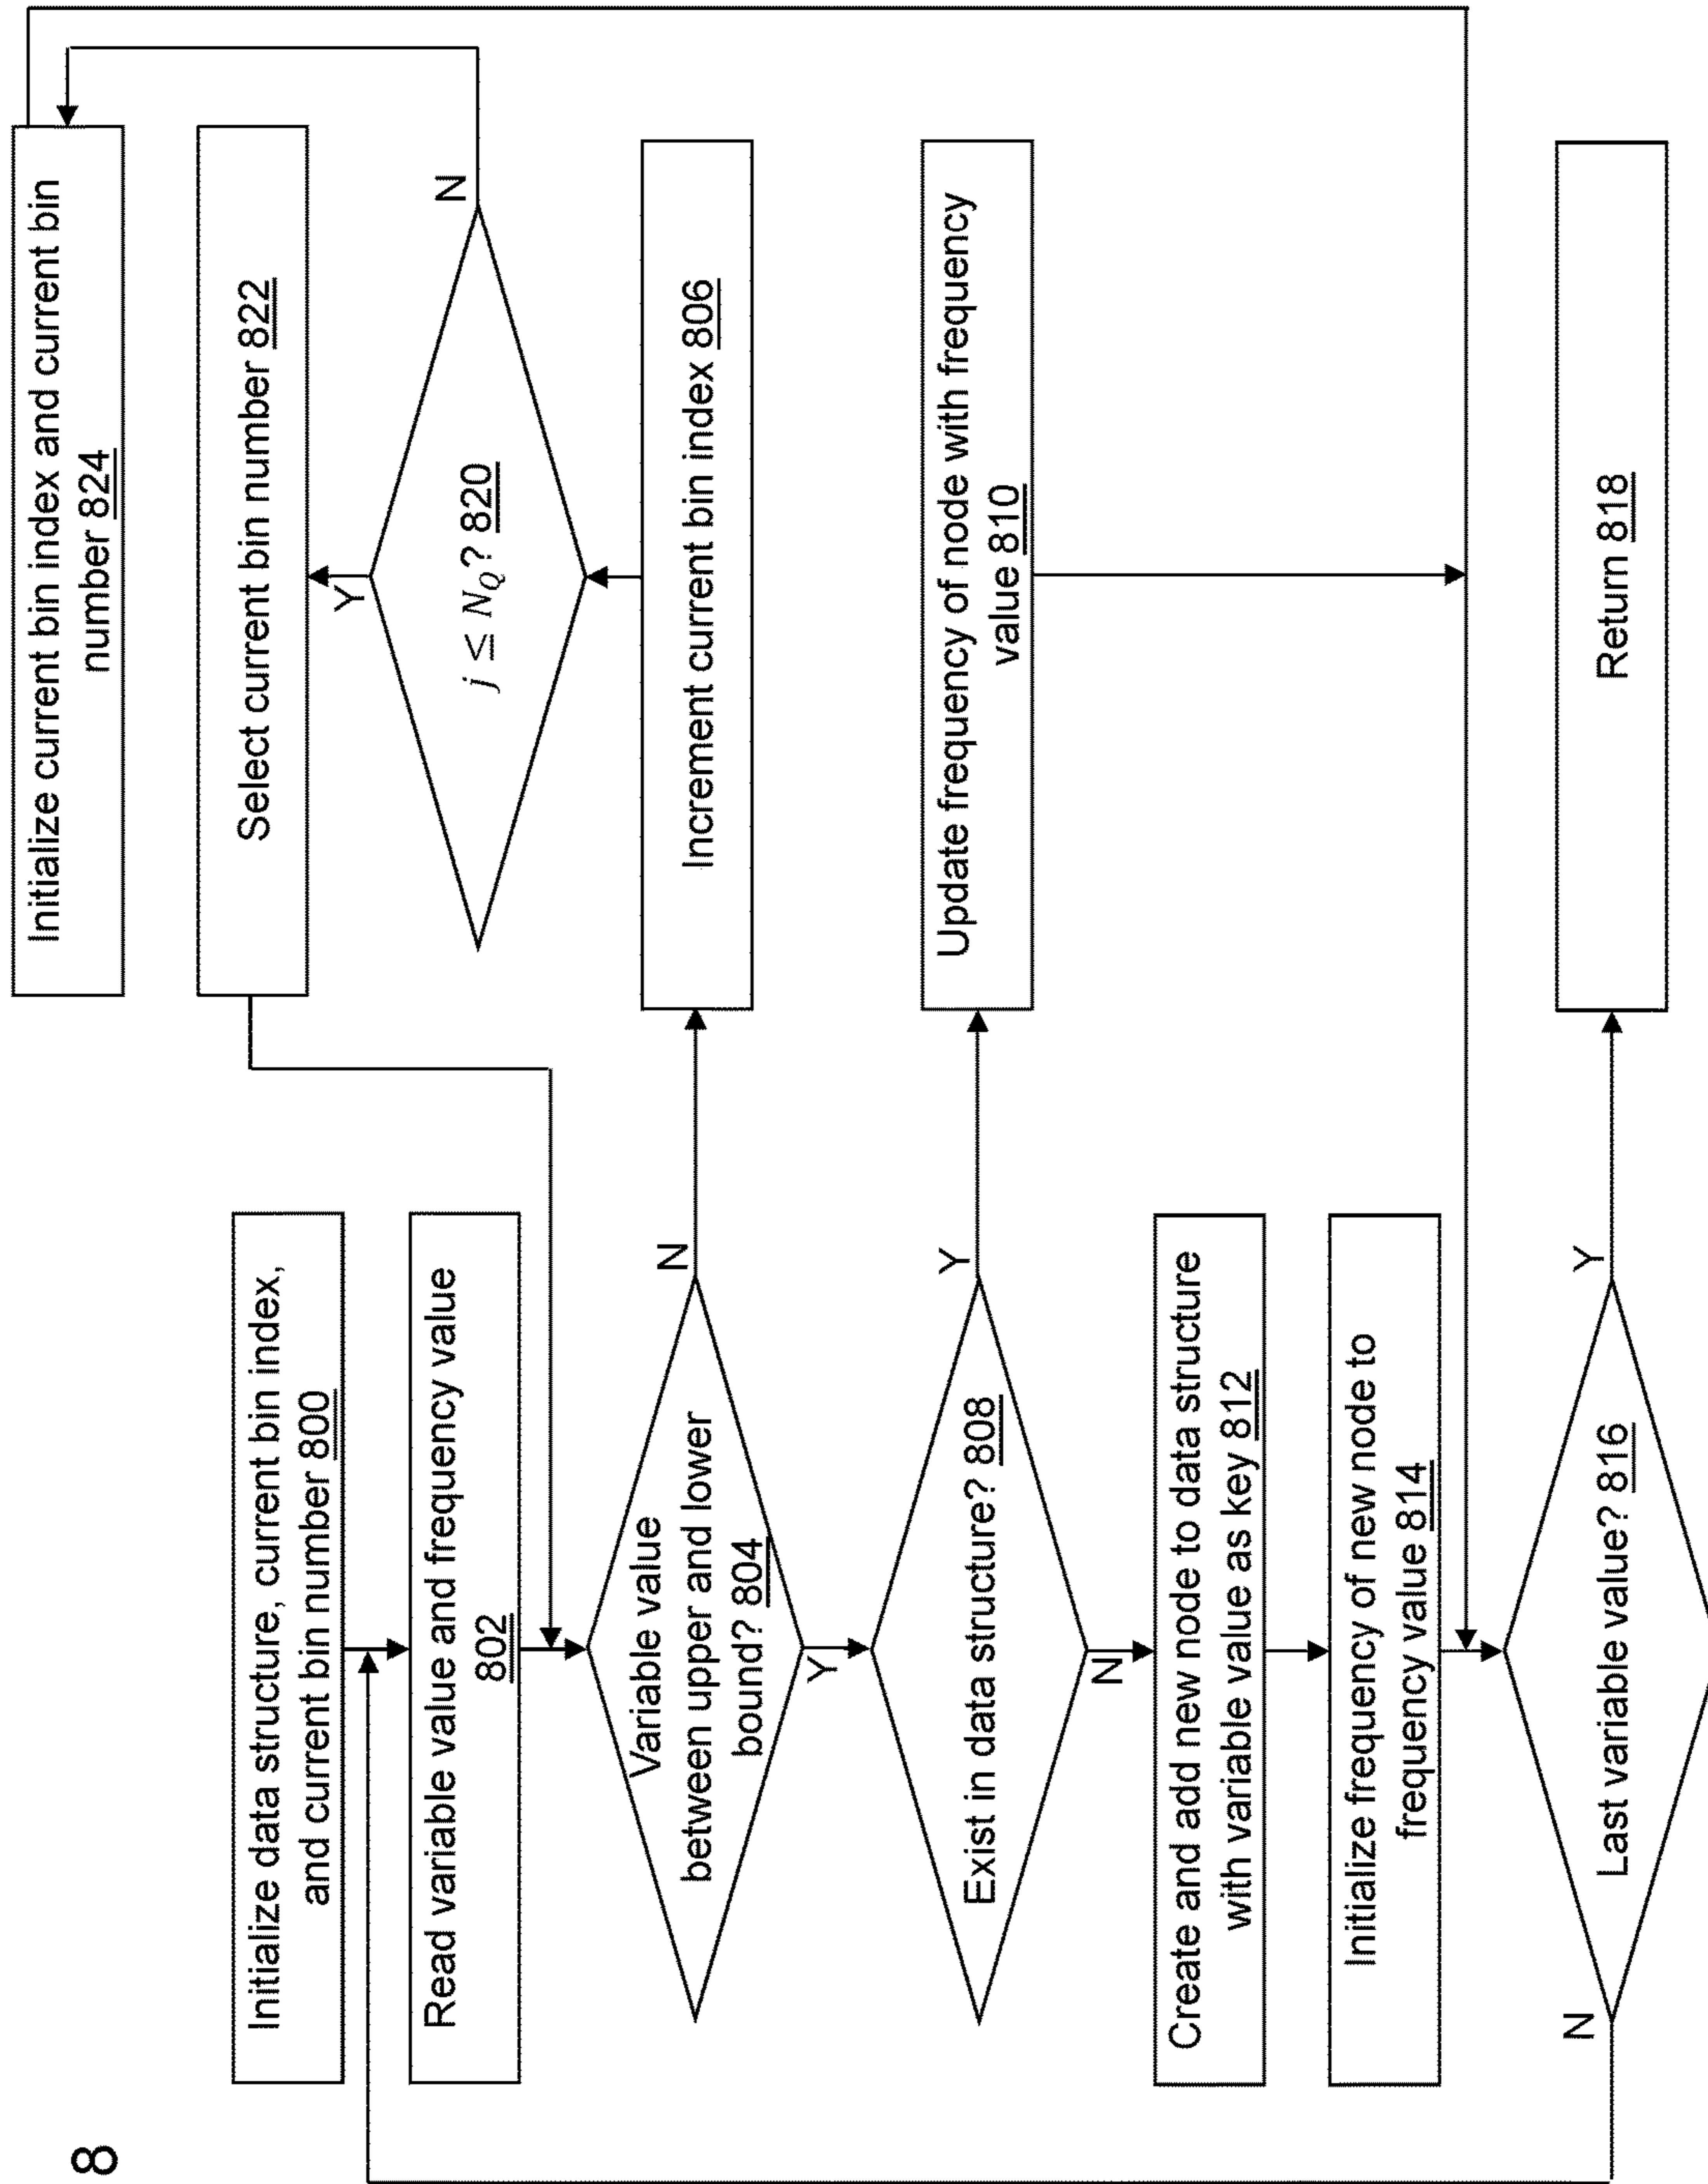 8
Initialize data structure, current bin index,
and current bin number 800
Read variable value and frequency value
802
Variable value
between upper and lower
bound? 804
N
Y
Exist in data structure? 808
Y
N
Create and add new node to data structure
with variable value as key 812
Initialize frequency of new node to
frequency value 814
Last variable value? 816
N
Y
Initialize current bin index and current bin
number 824
Select current bin number 822
Y
j ≤ N_Q? 820
N
Increment current bin index 806
Update frequency of node with frequency
value 810
Return 818